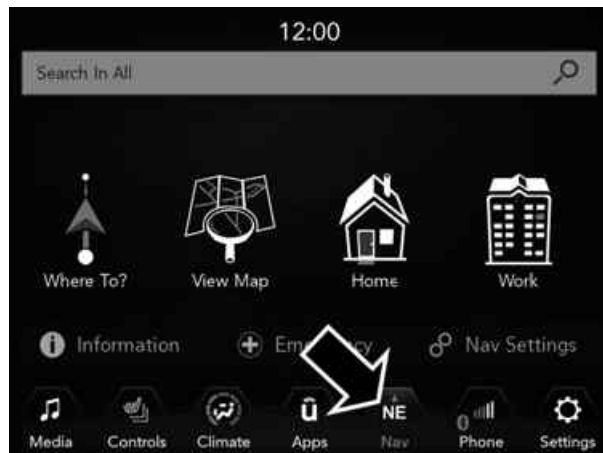 12:00
Search In All
Where To? View Map Home Work
Information Nav Settings
û NE 0
Media Controls Climate Apps Nav Phone Settings